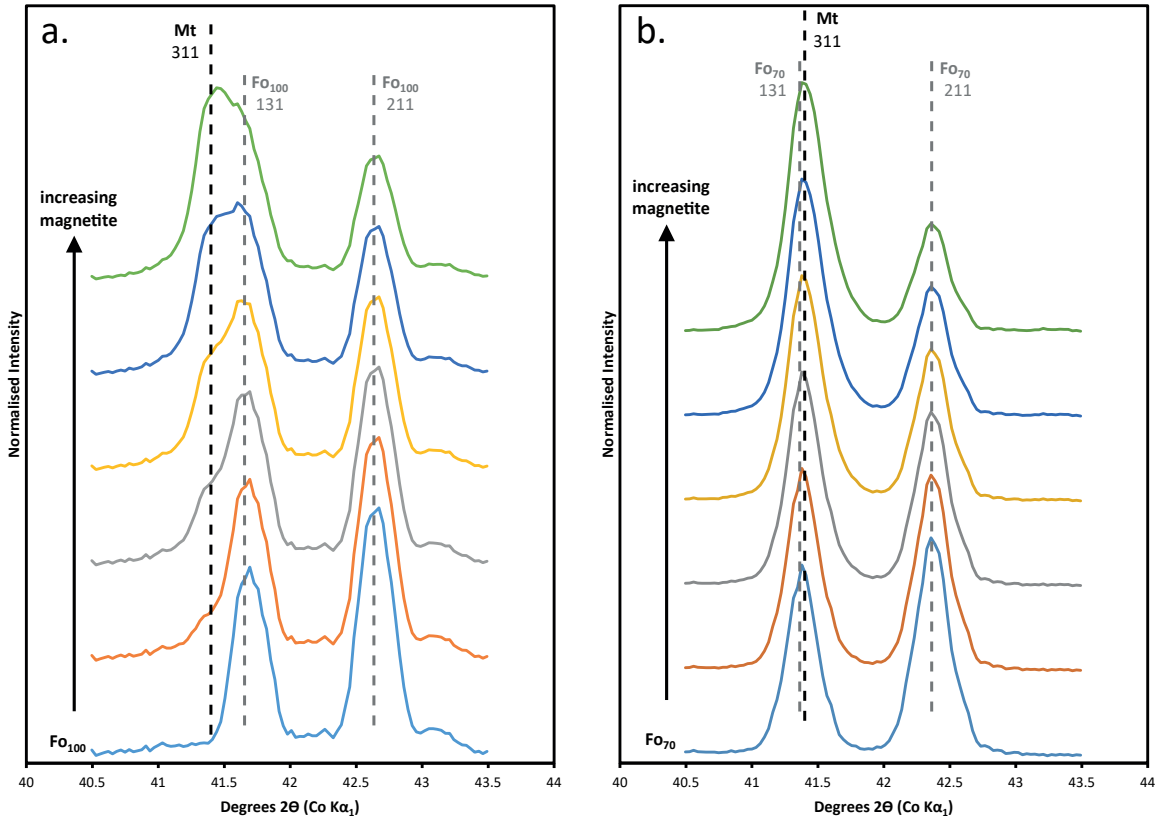 a.
Mt
311
Fo₁₀₀
131
Fo₁₀₀
211
increasing
magnetite
Normalised Intensity
Fo₁₀₀
40 40.5 41 41.5 42 42.5 43 43.5 44
Degrees 2Θ (Co Kα₁)
b.
Mt
311
Fo₇₀
131
Fo₇₀
211
increasing
magnetite
Normalised Intensity
Fo₇₀
40 40.5 41 41.5 42 42.5 43 43.5 44
Degrees 2Θ (Co Kα₁)